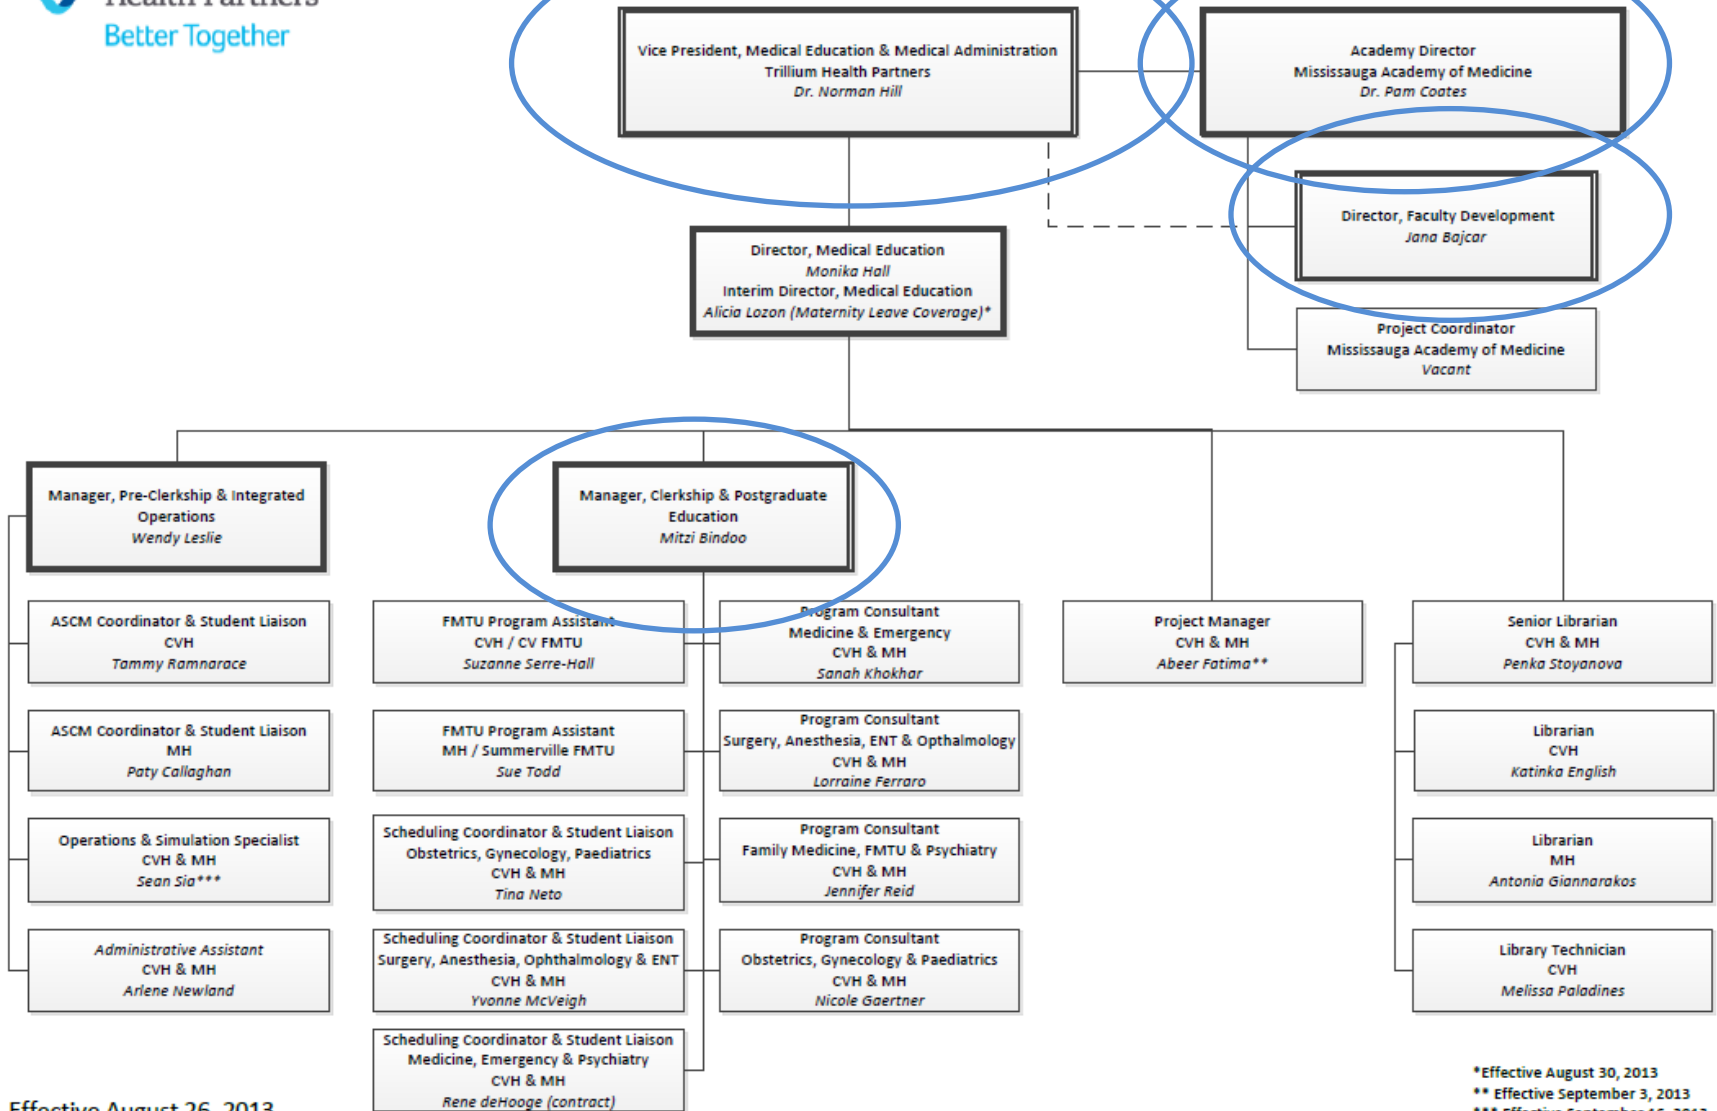 Health Partners
Better Together
Vice President, Medical Education & Medical Administration
Trillium Health Partners
Dr. Norman Hill
Academy Director
Mississauga Academy of Medicine
Dr. Pam Coates
Director, Faculty Development
Jana Bajcar
Director, Medical Education
Monika Hall
Interim Director, Medical Education
Alicia Lozon (Maternity Leave Coverage)*
Project Coordinator
Mississauga Academy of Medicine
Vacant
Manager, Pre-Clerkship & Integrated
Operations
Wendy Leslie
Manager, Clerkship & Postgraduate
Education
Mitzi Bindoo
ASCM Coordinator & Student Liaison
CVH
Tammy Ramnarace
ASCM Coordinator & Student Liaison
MH
Paty Callaghan
Operations & Simulation Specialist
CVH & MH
Sean Sia***
Administrative Assistant
CVH & MH
Arlene Newland
FMTU Program Assistant
CVH / CV FMTU
Suzanne Serre-Hall
FMTU Program Assistant
MH / Summerville FMTU
Sue Todd
Scheduling Coordinator & Student Liaison
Obstetrics, Gynecology, Paediatrics
CVH & MH
Tina Neto
Scheduling Coordinator & Student Liaison
Surgery, Anesthesia, Ophthalmology & ENT
CVH & MH
Yvonne McVeigh
Scheduling Coordinator & Student Liaison
Medicine, Emergency & Psychiatry
CVH & MH
Rene deHooge (contract)
Program Consultant
Medicine & Emergency
CVH & MH
Sanah Khokhar
Program Consultant
Surgery, Anesthesia, ENT & Opthalmology
CVH & MH
Lorraine Ferraro
Program Consultant
Family Medicine, FMTU & Psychiatry
CVH & MH
Jennifer Reid
Program Consultant
Obstetrics, Gynecology & Paediatrics
CVH & MH
Nicole Gaertner
Project Manager
CVH & MH
Abeer Fatima**
Senior Librarian
CVH & MH
Penka Stoyanova
Librarian
CVH
Katinka English
Librarian
MH
Antonia Giannarakos
Library Technician
CVH
Melissa Paladines
Effective August 26, 2013
*Effective August 30, 2013
** Effective September 3, 2013
*** Effective September 16, 2013